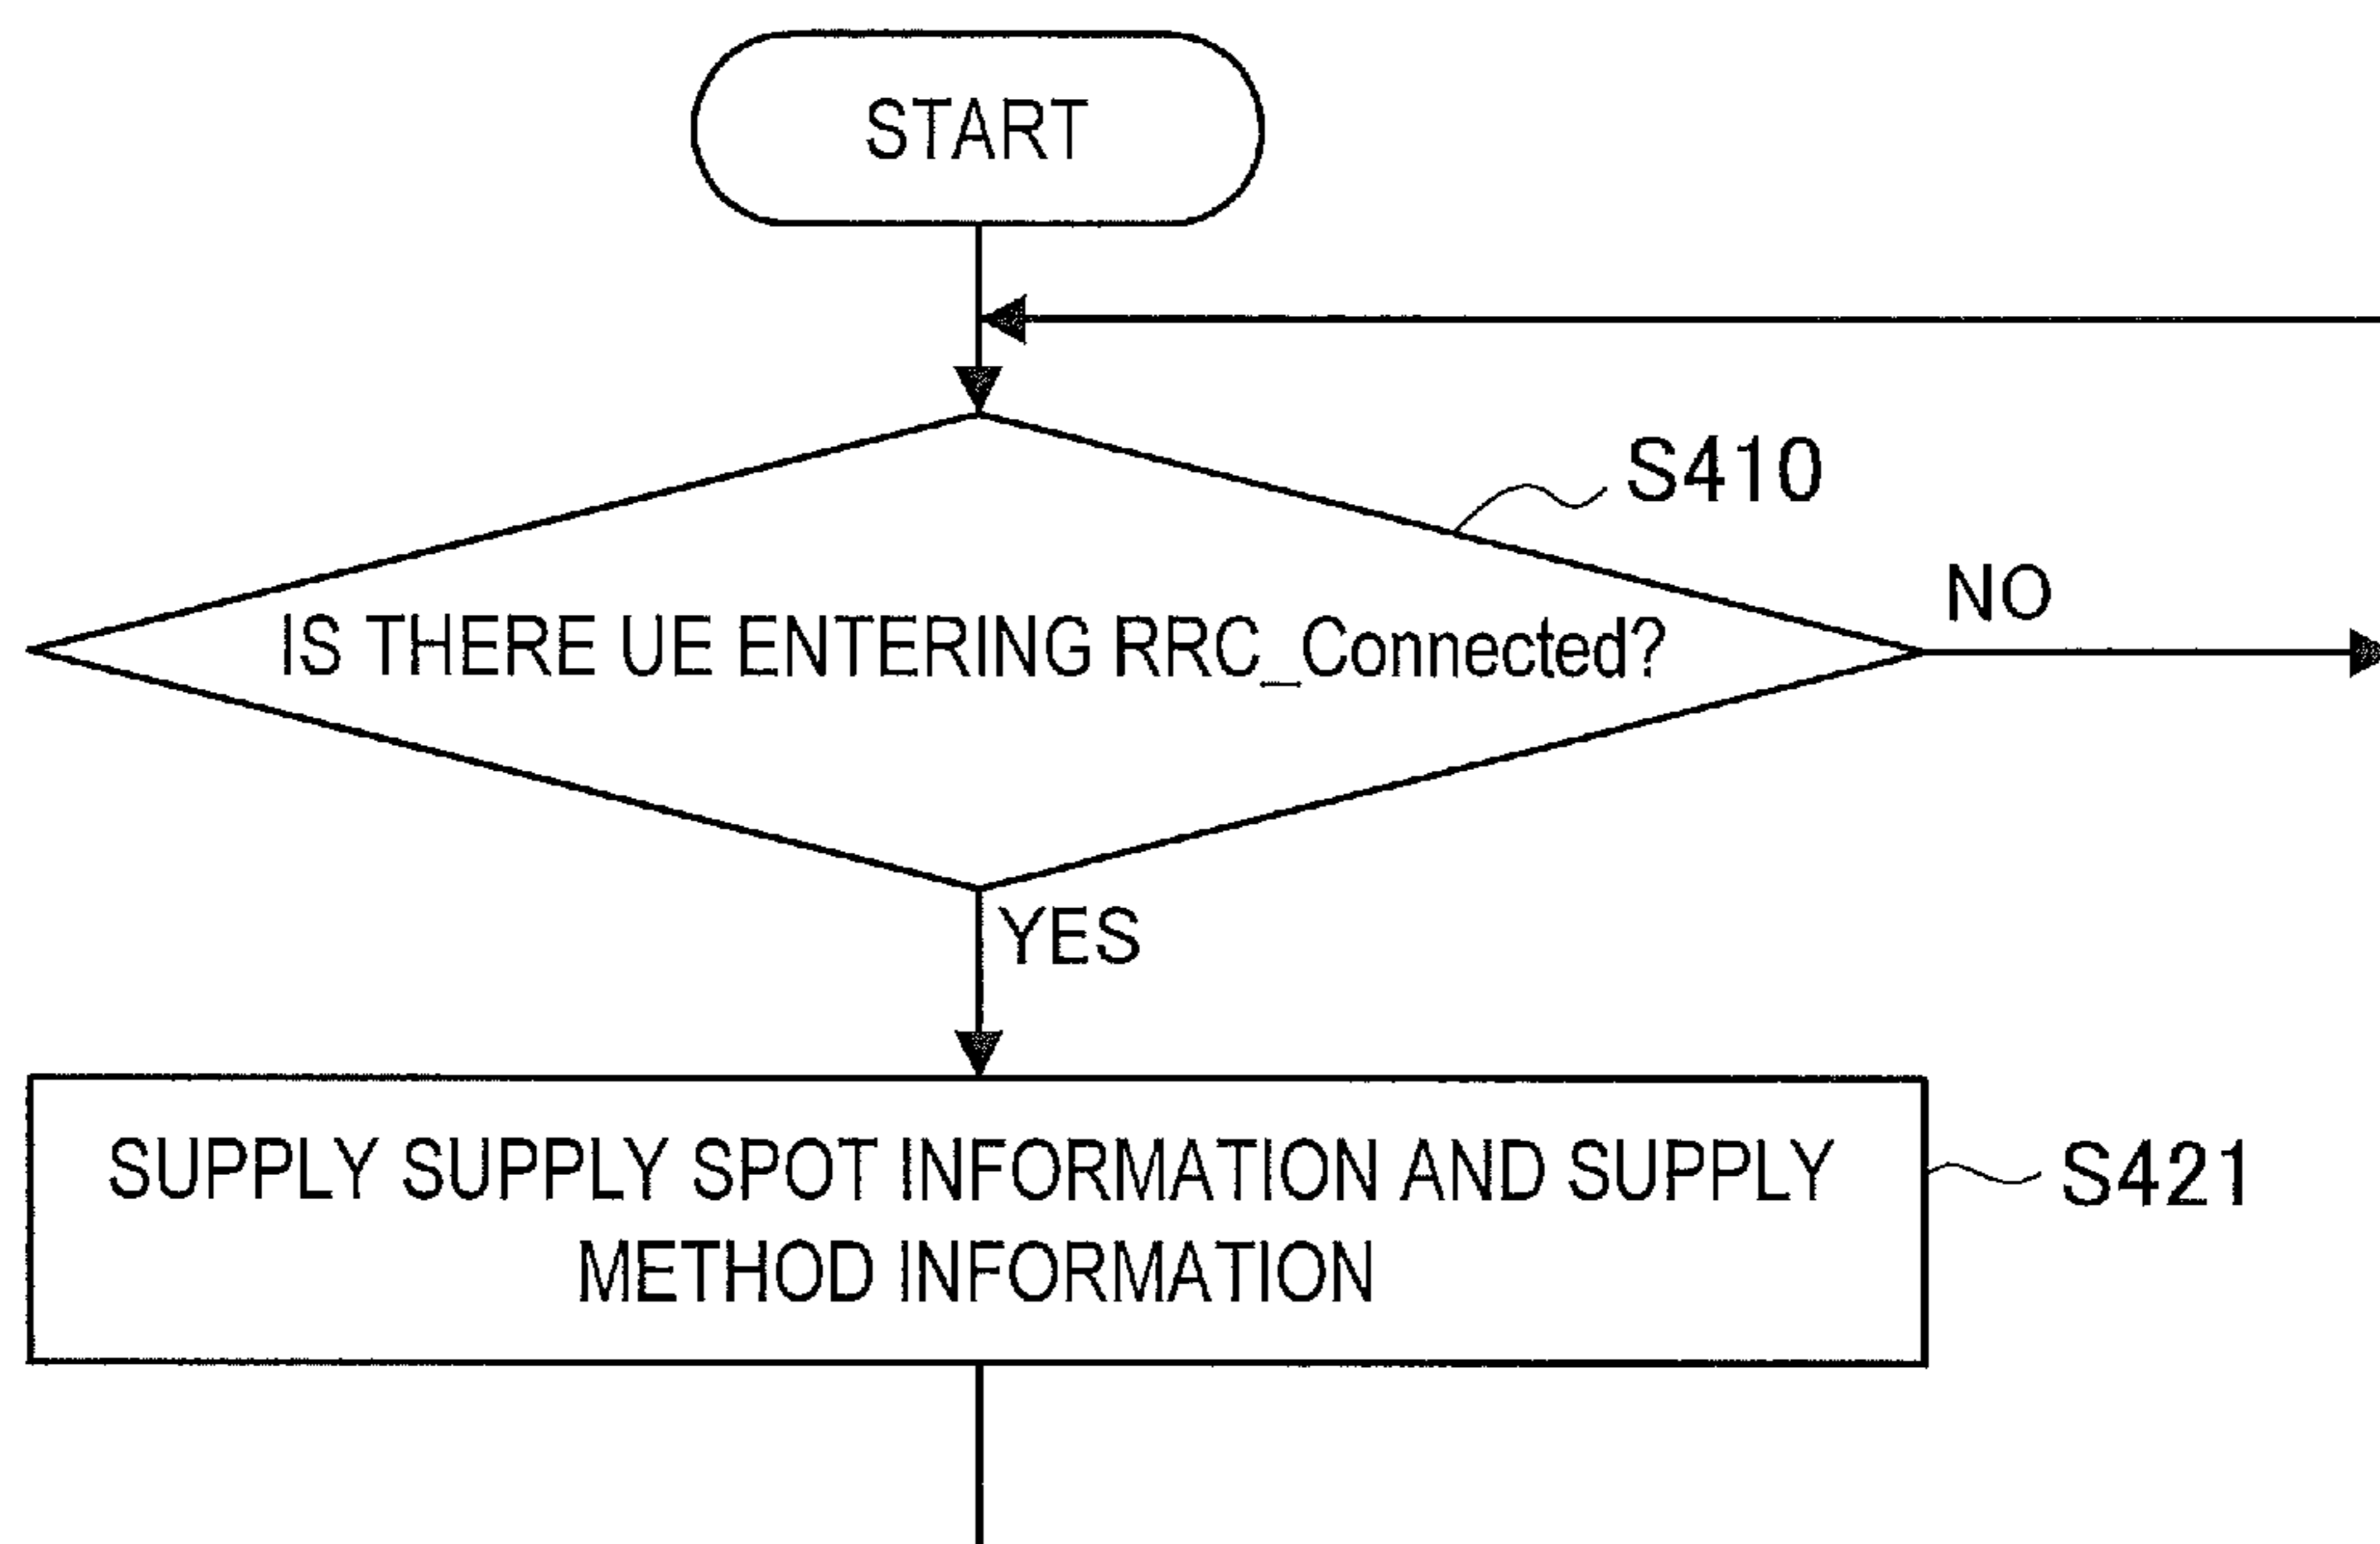 START
S410
NO
IS THERE UE ENTERING RRC_Connected?
YES
SUPPLY SUPPLY SPOT INFORMATION AND SUPPLY
METHOD INFORMATION
S421